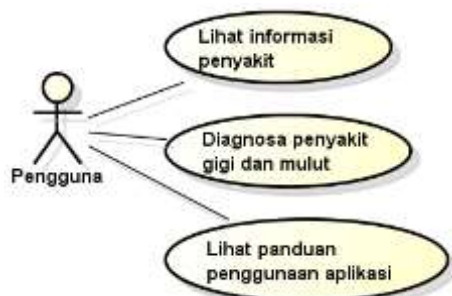 Lihat informasi
penyakit
Diagnosa penyakit
gigi dan mulut
Pengguna
Lihat panduan
penggunaan aplikasi